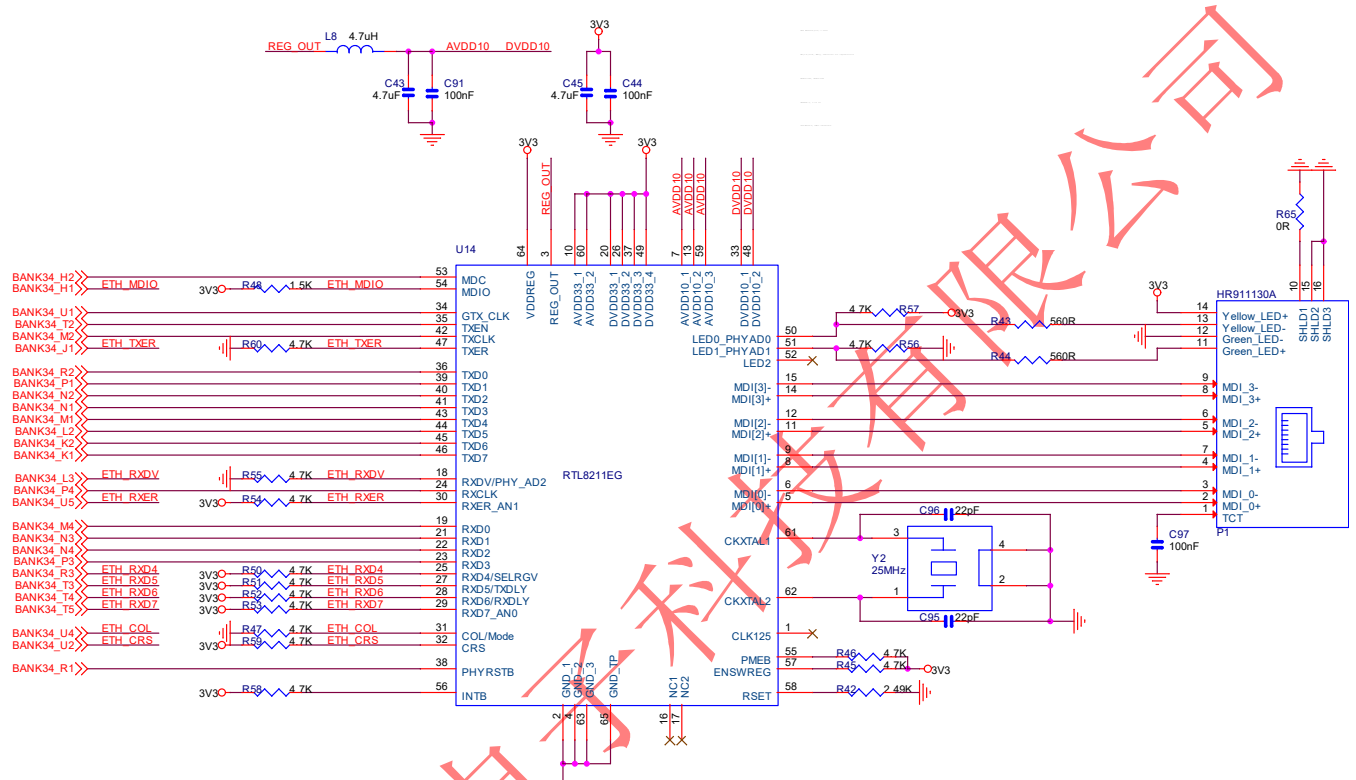 3V3
L8 4.7uH
REG_OUT AVDD10 DVDD10
C43 4.7uF
C91 100nF
C45 4.7uF
C44 100nF
3V3 3V3
REG_OUT
AVDD10
AVDD10
AVDD10
DVDD10
DVDD10
64 3 10 60 20 26 37 49 7 13 59 33 48
U14
VDDREG
REG_OUT
AVDD33_1
AVDD33_2
DVDD33_1
DVDD33_2
DVDD33_3
DVDD33_4
AVDD10_1
AVDD10_2
AVDD10_3
DVDD10_1
DVDD10_2
BANK34_H2 53 MDC
BANK34_H1 ETH_MDIO 3V3 R48 1.5K ETH_MDIO 54 MDIO
BANK34_U1 34 GTX_CLK
BANK34_T2 35 TXEN
BANK34_M2 42 TXCLK
BANK34_J1 ETH_TXER R60 4.7K ETH_TXER 47 TXER
BANK34_R2 36 TXD0
BANK34_P1 39 TXD1
BANK34_N2 40 TXD2
BANK34_N1 41 TXD3
BANK34_M1 43 TXD4
BANK34_L2 44 TXD5
BANK34_K2 45 TXD6
BANK34_K1 46 TXD7
BANK34_L3 ETH_RXDV R55 4.7K ETH_RXDV 18 RXDV/PHY_AD2
BANK34_P4 24 RXCLK
BANK34_U5 ETH_RXER 3V3 R54 4.7K ETH_RXER 30 RXER_AN1
BANK34_M4 19 RXD0
BANK34_N3 21 RXD1
BANK34_N4 22 RXD2
BANK34_P3 23 RXD3
BANK34_R3 ETH_RXD4 3V3 R50 4.7K ETH_RXD4 25 RXD4/SELRGV
BANK34_T3 ETH_RXD5 3V3 R51 4.7K ETH_RXD5 27 RXD5/TXDLY
BANK34_T4 ETH_RXD6 3V3 R52 4.7K ETH_RXD6 28 RXD6/RXDLY
BANK34_T5 ETH_RXD7 3V3 R53 4.7K ETH_RXD7 29 RXD7_AN0
BANK34_U4 ETH_COL R47 4.7K ETH_COL 31 COL/Mode
BANK34_U2 ETH_CRS 3V3 R59 4.7K ETH_CRS 32 CRS
BANK34_R1 38 PHYRSTB
3V3 R58 4.7K 56 INTB
RTL8211EG
GND_1
GND_2
GND_3
GND_TP
NC1
NC2
2 4 63 65 16 17
LED0_PHYAD0 50 4.7K R57 3V3 R43 560R
LED1_PHYAD1 51 4.7K R56 R44 560R
LED2 52
MDI[3]- 15
MDI[3]+ 14
MDI[2]- 12
MDI[2]+ 11
MDI[1]- 9
MDI[1]+ 8
MDI[0]- 6
MDI[0]+ 5
CKXTAL1 61
CKXTAL2 62
CLK125 1
PMEB 55 R46 4.7K
ENSWREG 57 R45 4.7K 3V3
RSET 58 R42 2.49K
C96 22pF
3 4
Y2 25MHz
1 2
C95 22pF
R65 0R
10 15 16
SHLD1
SHLD2
SHLD3
HR911130A
3V3
14 Yellow_LED+
13 Yellow_LED-
12 Green_LED-
11 Green_LED+
9 MDI_3-
8 MDI_3+
6 MDI_2-
5 MDI_2+
7 MDI_1-
4 MDI_1+
3 MDI_0-
2 MDI_0+
1 TCT
P1
C97 100nF
子科技有限公司